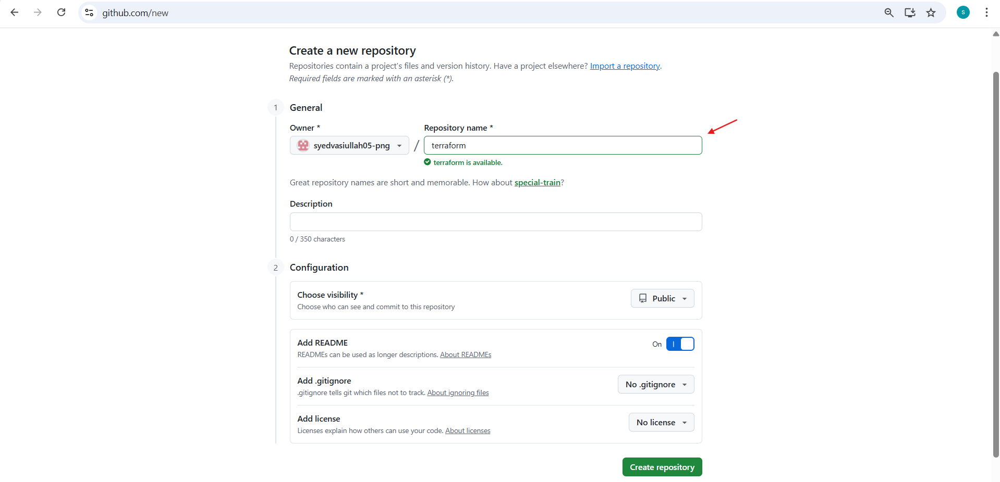 github.com/new
S
Create a new repository
Repositories contain a project's files and version history. Have a project elsewhere? Import a repository.
Required fields are marked with an asterisk (*).
1 General
Owner * Repository name *
syedvasiullah05-png / terraform
terraform is available.
Great repository names are short and memorable. How about special-train?
Description
0 / 350 characters
2 Configuration
Choose visibility * Public
Choose who can see and commit to this repository
Add README On
READMEs can be used as longer descriptions. About READMEs
Add .gitignore No .gitignore
.gitignore tells git which files not to track. About ignoring files
Add license No license
Licenses explain how others can use your code. About licenses
Create repository